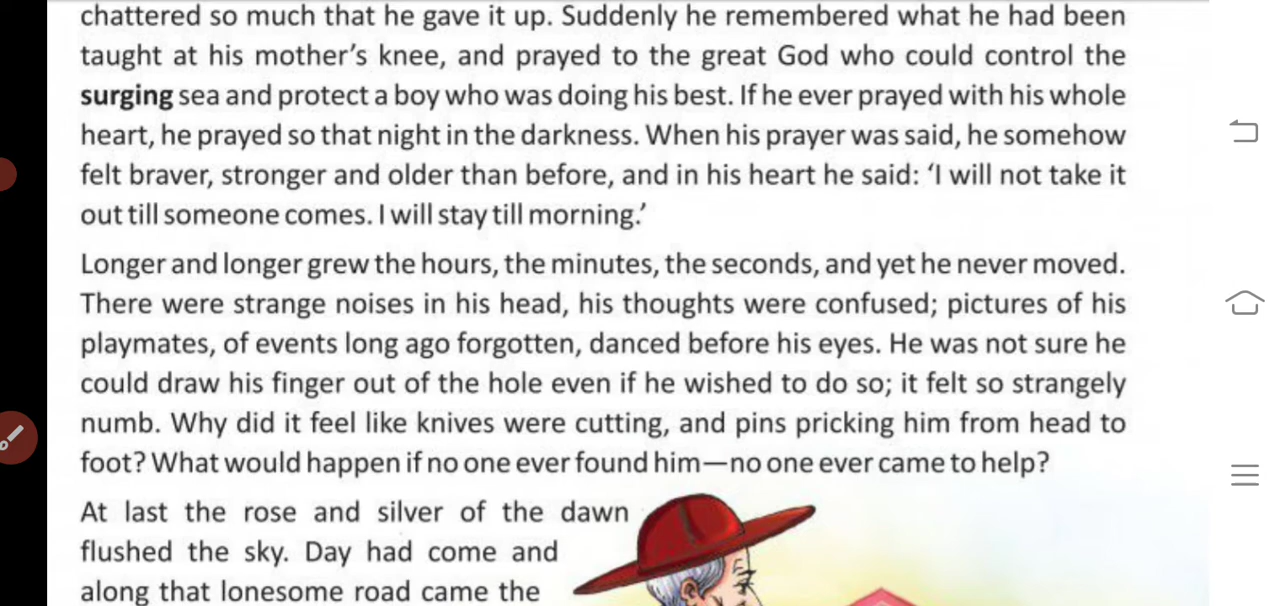 chattered so much that he gave it up. Suddenly he remembered what he had been
taught at his mother’s knee, and prayed to the great God who could control the
surging sea and protect a boy who was doing his best. If he ever prayed with his whole
heart, he prayed so that night in the darkness. When his prayer was said, he somehow
felt braver, stronger and older than before, and in his heart he said: ‘I will not take it
out till someone comes. I will stay till morning.’
Longer and longer grew the hours, the minutes, the seconds, and yet he never moved.
There were strange noises in his head, his thoughts were confused; pictures of his
playmates, of events long ago forgotten, danced before his eyes. He was not sure he
could draw his finger out of the hole even if he wished to do so; it felt so strangely
numb. Why did it feel like knives were cutting, and pins pricking him from head to
foot? What would happen if no one ever found him—no one ever came to help?
At last the rose and silver of the dawn
flushed the sky. Day had come and
along that lonesome road came the